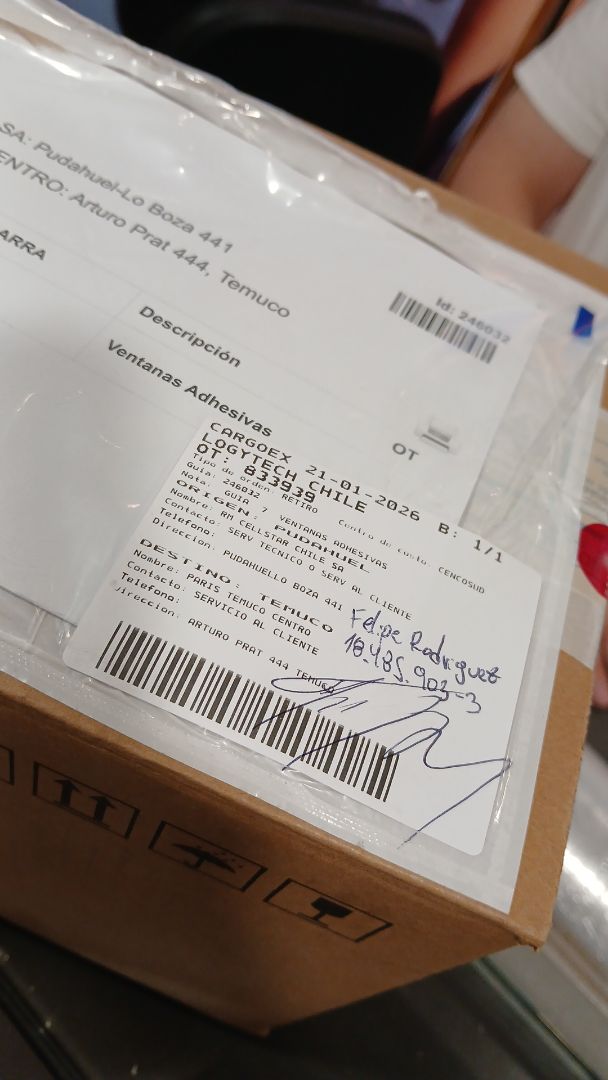 SA: Pudahuel-Lo Boza 441
ENTRO: Arturo Prat 444, Temuco
ARRA
Id: 246032
Descripción
Ventanas Adhesivas
OT
CARGOEX 21-01-2026 B: 1/1
LOGYTECH CHILE
OT: 833939
Tipo de orden: RETIRO Centro de costo: CENCOSUD
Guia: 246032
Nota: GUIA 7 VENTANAS ADHESIVAS
ORIGEN: PUDAHUEL
Nombre: RM CELLSTAR CHILE SA
Contacto: SERV TECNICO O SERV AL CLIENTE
Telefono:
Direccion: PUDAHUELLO BOZA 441
DESTINO: TEMUCO
Nombre: PARIS TEMUCO CENTRO
Contacto: SERVICIO AL CLIENTE
Telefono:
Direccion: ARTURO PRAT 444 TEMUCO
Felipe Rodriguez
18.485.903-3